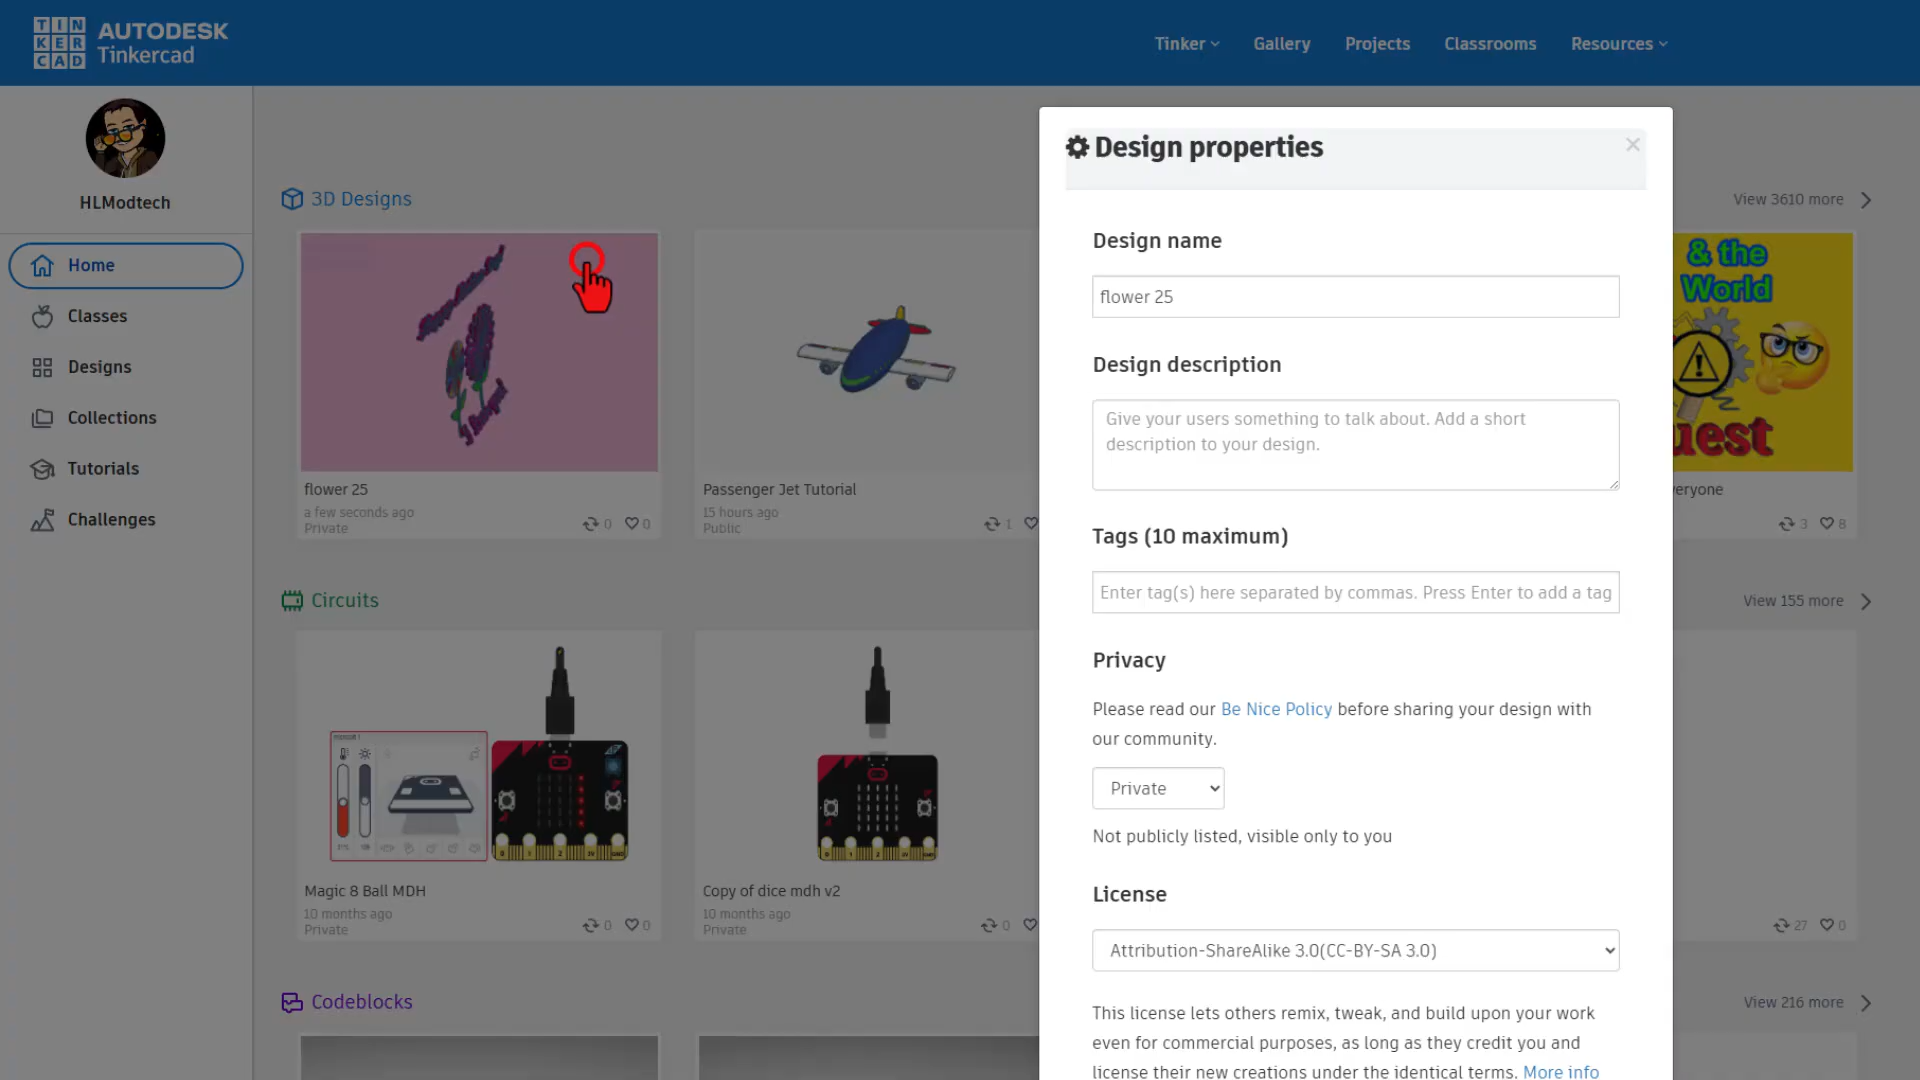 TIN
KER
CAD
AUTODESK
Tinkercad
Tinker
Gallery
Projects
Classrooms
Resources
HLModtech
Home
Classes
Designs
Collections
Tutorials
Challenges
3D Designs
View 3610 more
flower 25
a few seconds ago
Private
0
0
Passenger Jet Tutorial
15 hours ago
Public
1
& the
World
uest
eryone
3
8
Circuits
View 155 more
Magic 8 Ball MDH
10 months ago
Private
0
0
Copy of dice mdh v2
10 months ago
Private
0
27
0
Codeblocks
View 216 more
Design properties
Design name
flower 25
Design description
Give your users something to talk about. Add a short
description to your design.
Tags (10 maximum)
Enter tag(s) here separated by commas. Press Enter to add a tag
Privacy
Please read our Be Nice Policy before sharing your design with
our community.
Private
Not publicly listed, visible only to you
License
Attribution-ShareAlike 3.0(CC-BY-SA 3.0)
This license lets others remix, tweak, and build upon your work
even for commercial purposes, as long as they credit you and
license their new creations under the identical terms. More info